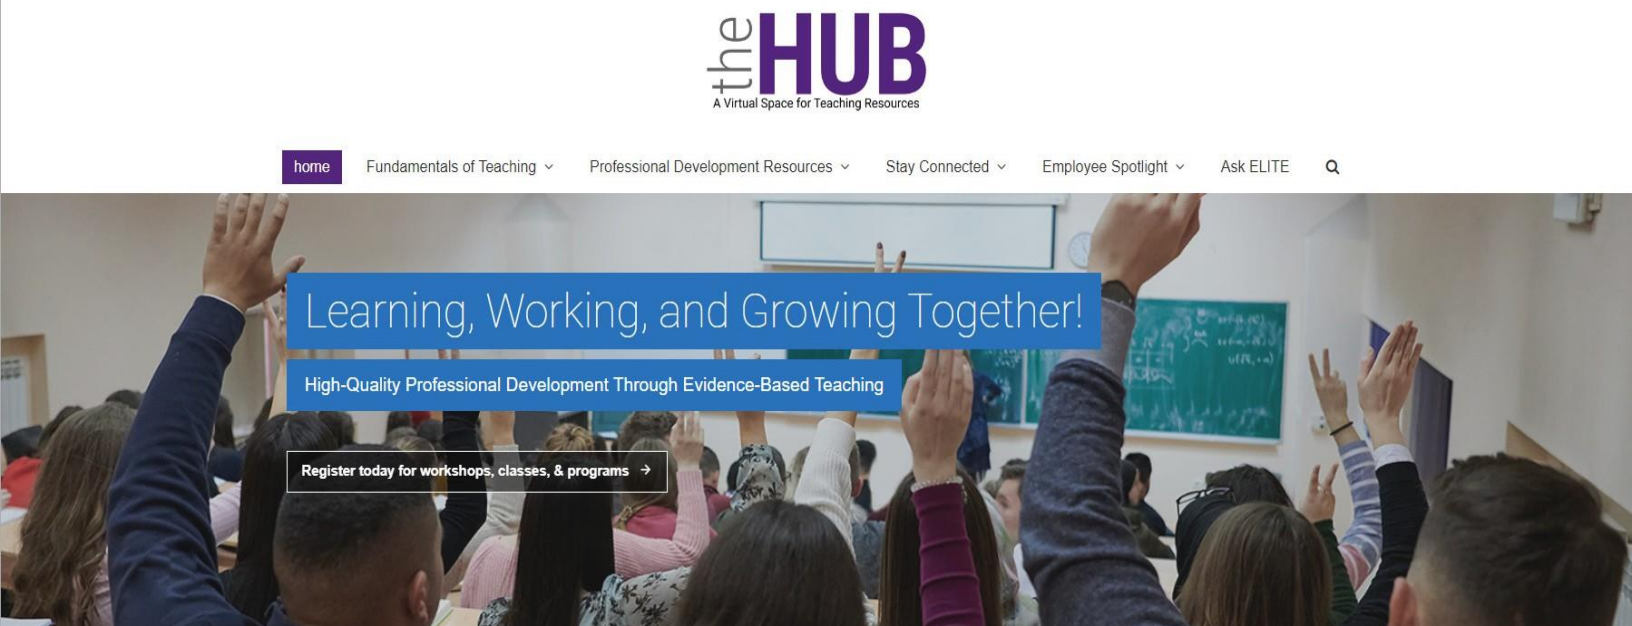 the HUB
A Virtual Space for Teaching Resources
home Fundamentals of Teaching Professional Development Resources Stay Connected Employee Spotlight Ask ELITE
Learning, Working, and Growing Together!
High-Quality Professional Development Through Evidence-Based Teaching
Register today for workshops, classes, & programs →